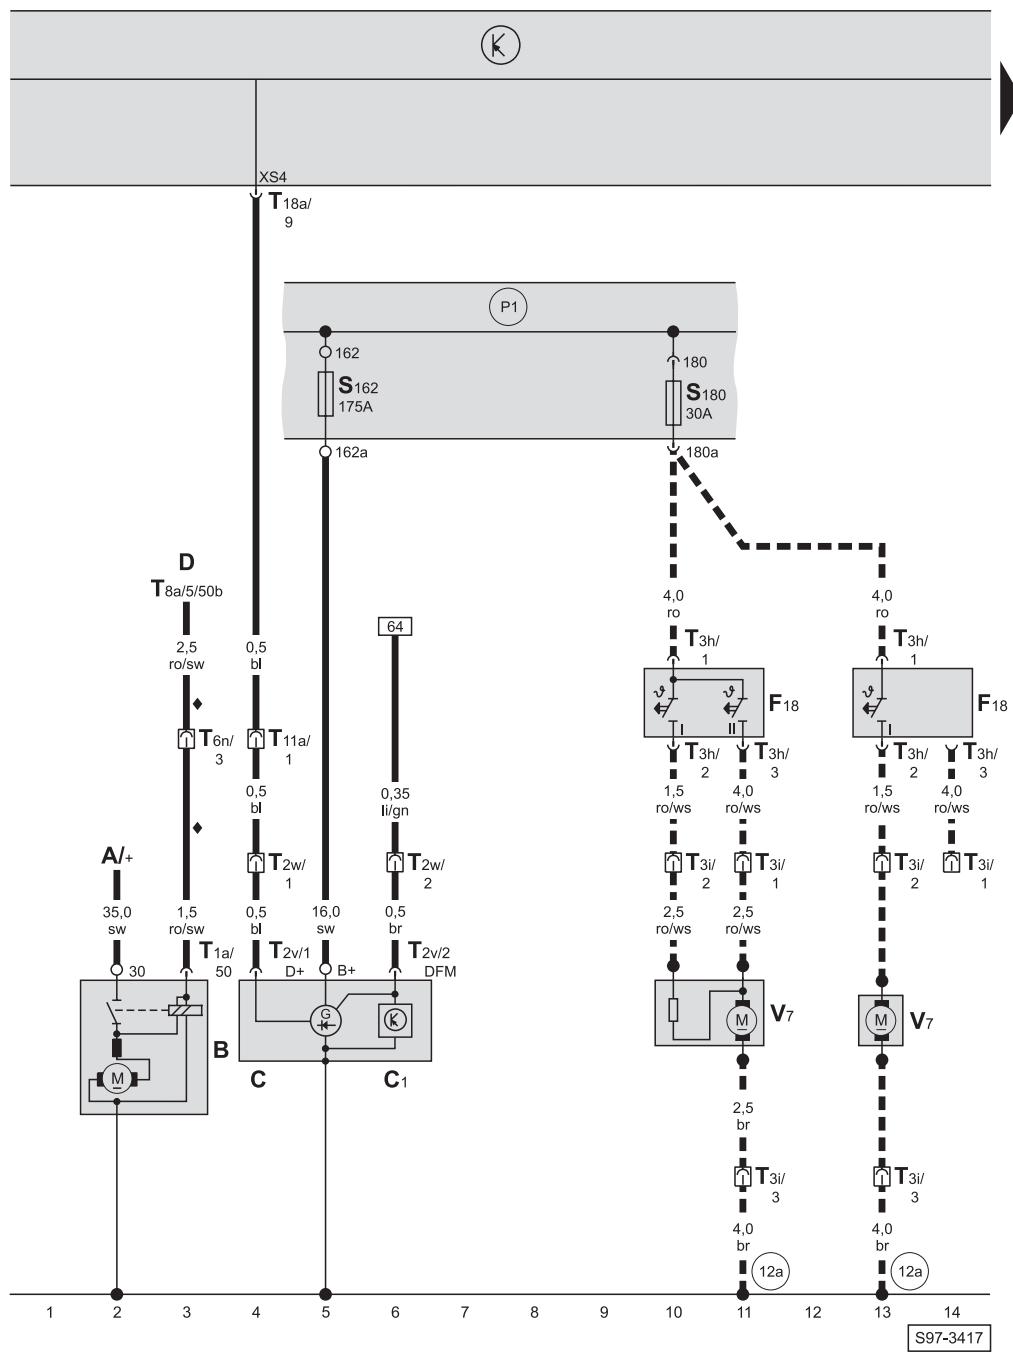 XS4
T18a/
9
P1
162
S162
175A
162a
180
S180
30A
180a
D
T8a/5/50b
64
2,5
ro/sw
0,5
bl
4,0
ro
4,0
ro
T3h/
1
T3h/
1
F18
F18
I
II
I
T6n/
3
T11a/
1
T3h/
2
T3h/
3
T3h/
2
T3h/
3
0,5
bl
0,35
li/gn
1,5
ro/ws
4,0
ro/ws
1,5
ro/ws
4,0
ro/ws
A/+
T2w/
1
T2w/
2
T3i/
2
T3i/
1
T3i/
2
T3i/
1
35,0
sw
1,5
ro/sw
0,5
bl
16,0
sw
0,5
br
2,5
ro/ws
2,5
ro/ws
30
T1a/
50
T2v/1
D+
B+
T2v/2
DFM
G
M
V7
M
V7
B
M
C
C1
2,5
br
T3i/
3
T3i/
3
4,0
br
4,0
br
12a
12a
1 2 3 4 5 6 7 8 9 10 11 12 13 14
S97-3417